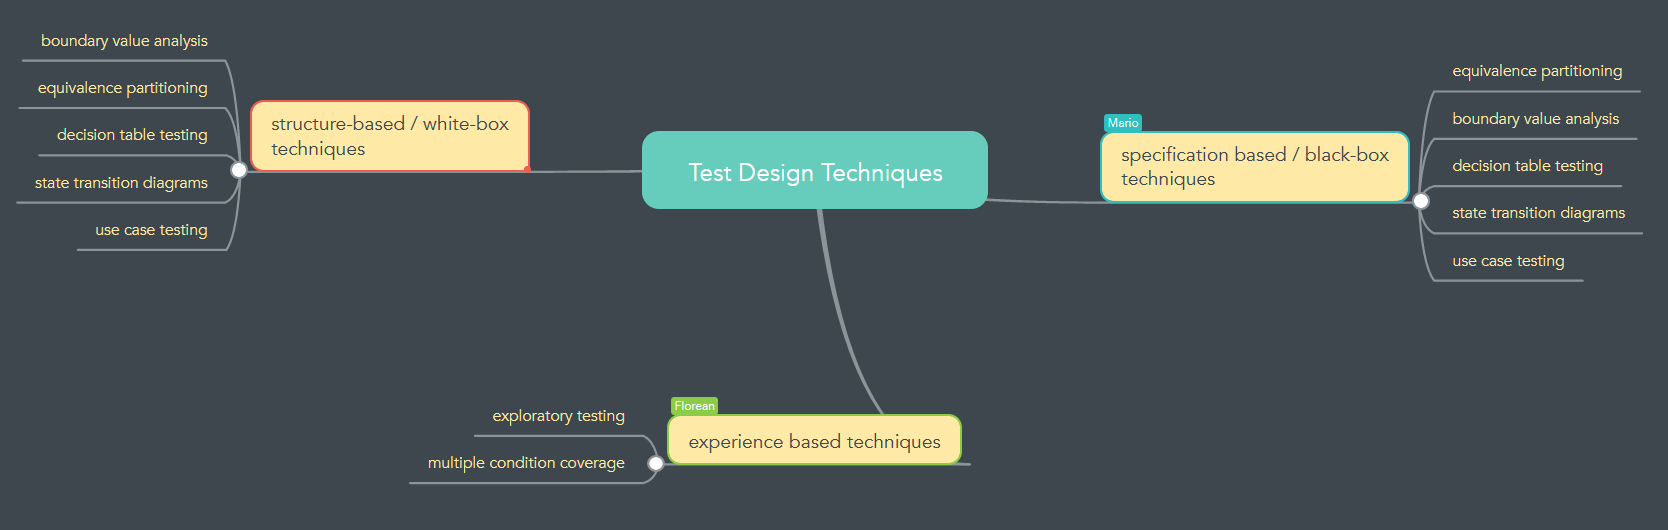 boundary value analysis
equivalence partitioning
decision table testing
state transition diagrams
use case testing
structure-based / white-box
techniques
Test Design Techniques
Mario
specification based / black-box
techniques
equivalence partitioning
boundary value analysis
decision table testing
state transition diagrams
use case testing
Florean
experience based techniques
exploratory testing
multiple condition coverage